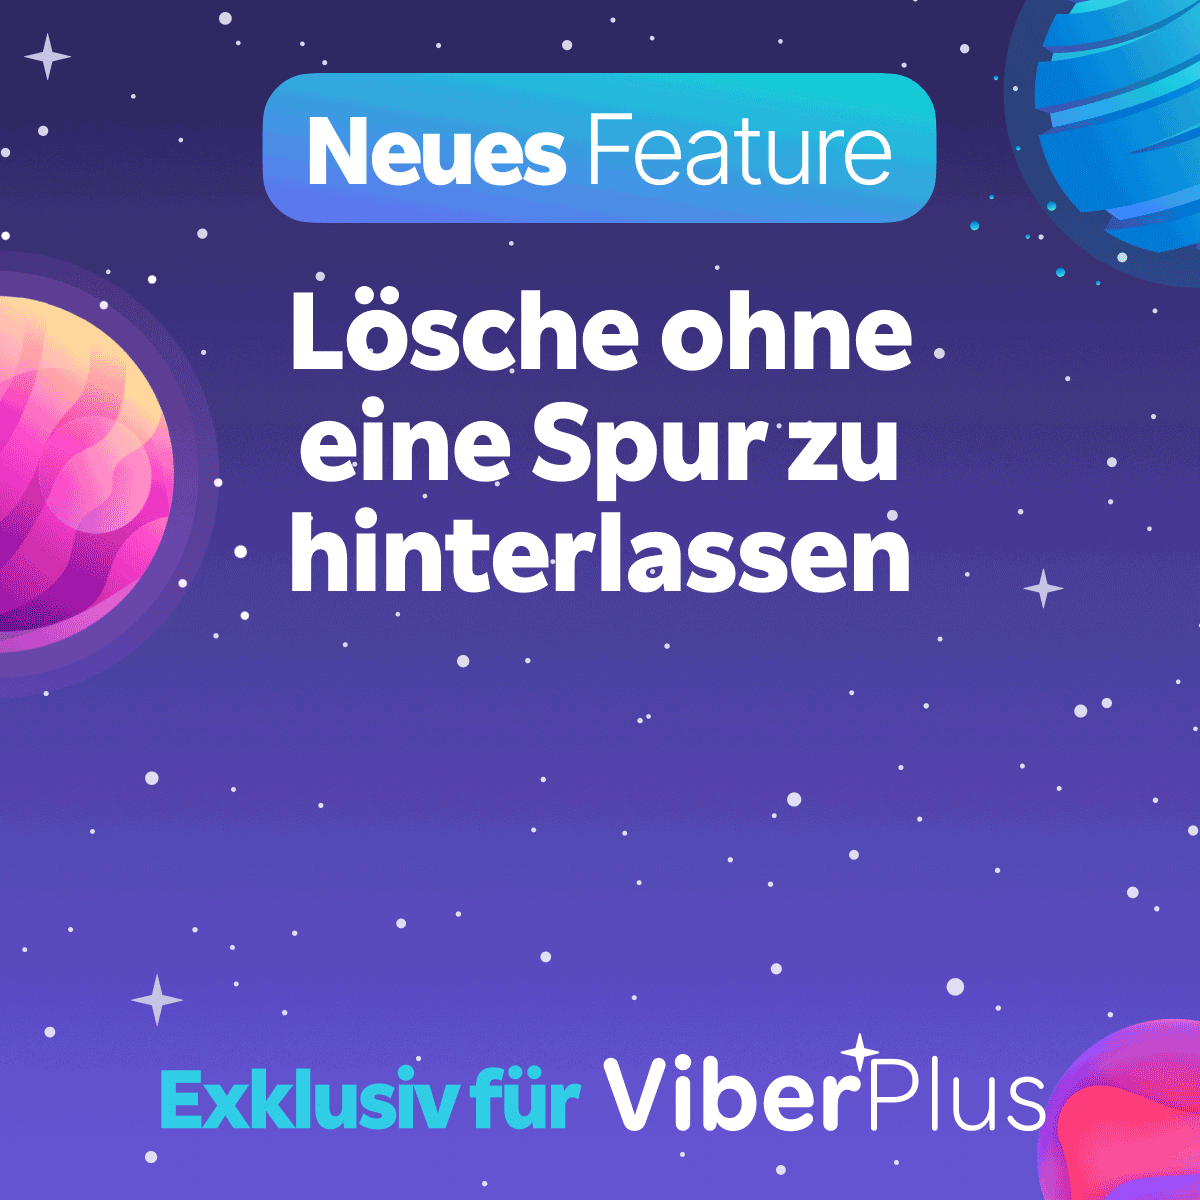 Neues Feature
Lösche ohne
eine Spur zu
hinterlassen
Exklusiv für ViberPlus